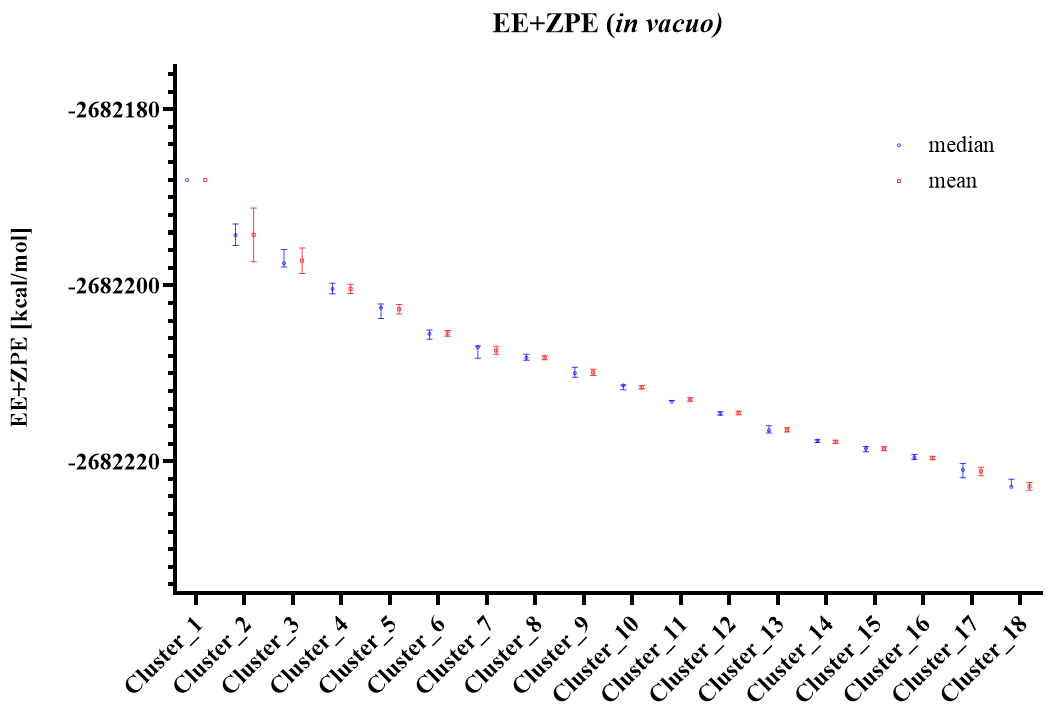 EE+ZPE (in vacuo)
-2682180
-2682200
-2682220
EE+ZPE [kcal/mol]
median
mean
Cluster_1
Cluster_2
Cluster_3
Cluster_4
Cluster_5
Cluster_6
Cluster_7
Cluster_8
Cluster_9
Cluster_10
Cluster_11
Cluster_12
Cluster_13
Cluster_14
Cluster_15
Cluster_16
Cluster_17
Cluster_18